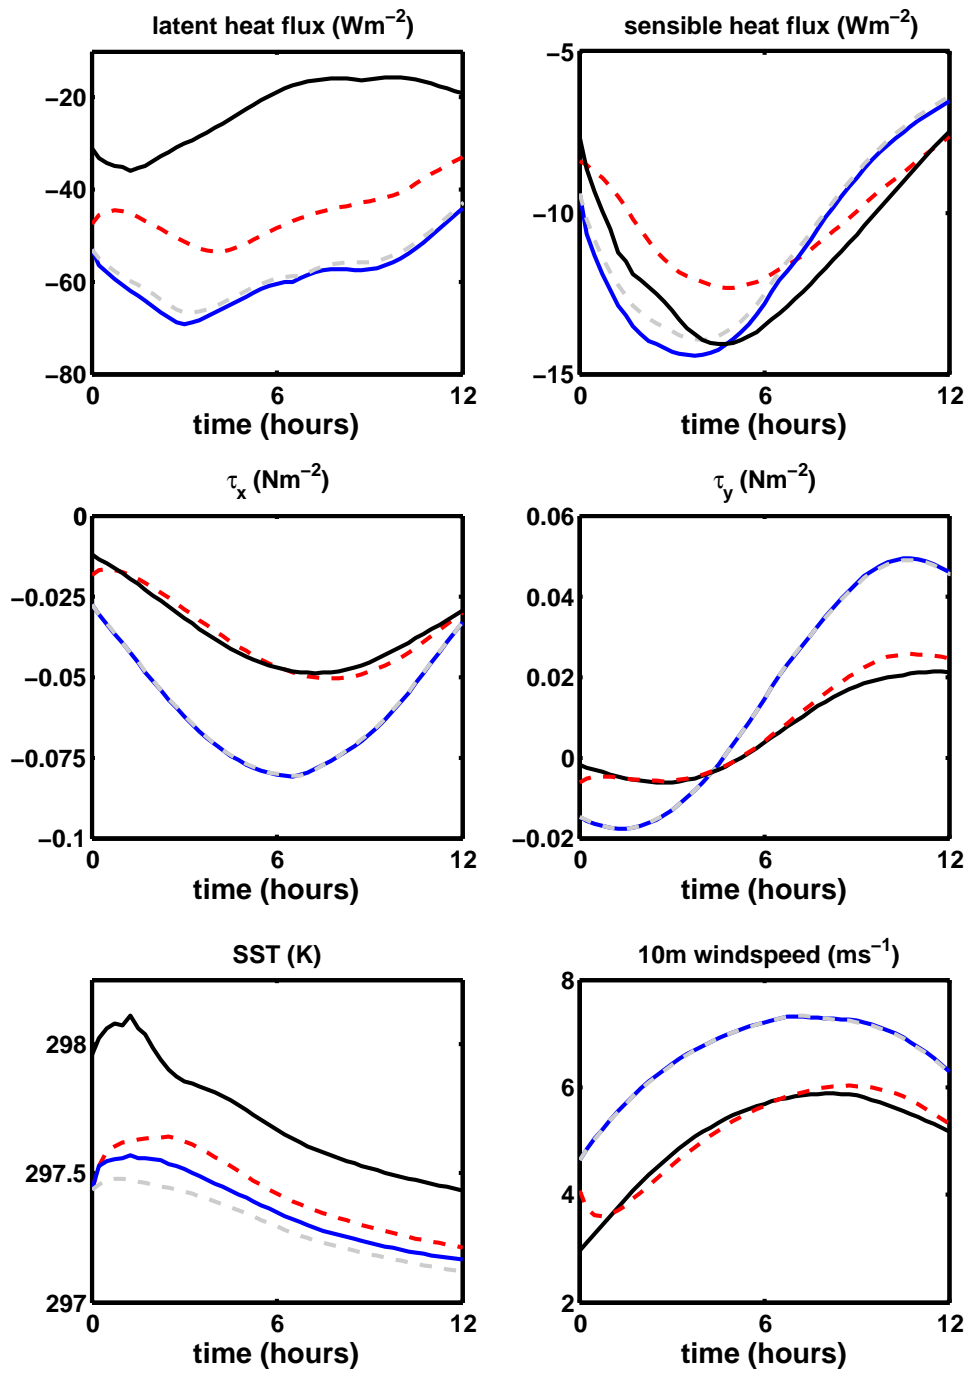 latent heat flux (Wm⁻²)
−20
−40
−60
−80
0 6 12
time (hours)
sensible heat flux (Wm⁻²)
−5
−10
−15
0 6 12
time (hours)
τₓ (Nm⁻²)
0
−0.025
−0.05
−0.075
−0.1
0 6 12
time (hours)
τ_y (Nm⁻²)
0.06
0.04
0.02
0
−0.02
0 6 12
time (hours)
SST (K)
298
297.5
297
0 6 12
time (hours)
10m windspeed (ms⁻¹)
8
6
4
2
0 6 12
time (hours)